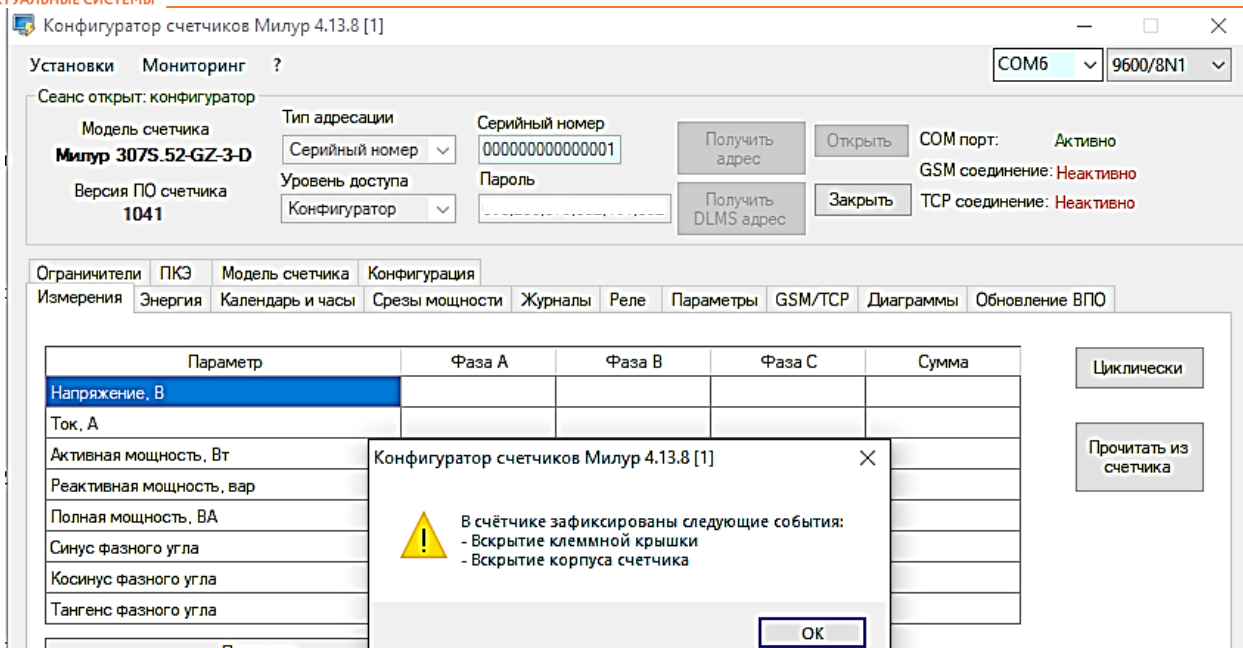 АКТУАЛЬНЫЕ СИСТЕМЫ
Конфигуратор счетчиков Милур 4.13.8 [1]
Установки Мониторинг ?
COM6 9600/8N1
Сеанс открыт: конфигуратор
Модель счетчика
Милур 307S.52-GZ-3-D
Версия ПО счетчика
1041
Тип адресации
Серийный номер
Уровень доступа
Конфигуратор
Серийный номер
000000000000001
Пароль
Получить
адрес
Получить
DLMS адрес
Открыть
Закрыть
COM порт: Активно
GSM соединение: Неактивно
TCP соединение: Неактивно
Ограничители ПКЭ Модель счетчика Конфигурация
Измерения Энергия Календарь и часы Срезы мощности Журналы Реле Параметры GSM/TCP Диаграммы Обновление ВПО
Параметр Фаза A Фаза B Фаза C Сумма
Напряжение, В
Ток, А
Активная мощность, Вт
Реактивная мощность, вар
Полная мощность, ВА
Синус фазного угла
Косинус фазного угла
Тангенс фазного угла
Циклически
Прочитать из
счетчика
Конфигуратор счетчиков Милур 4.13.8 [1]
В счётчике зафиксированы следующие события:
- Вскрытие клеммной крышки
- Вскрытие корпуса счетчика
OK